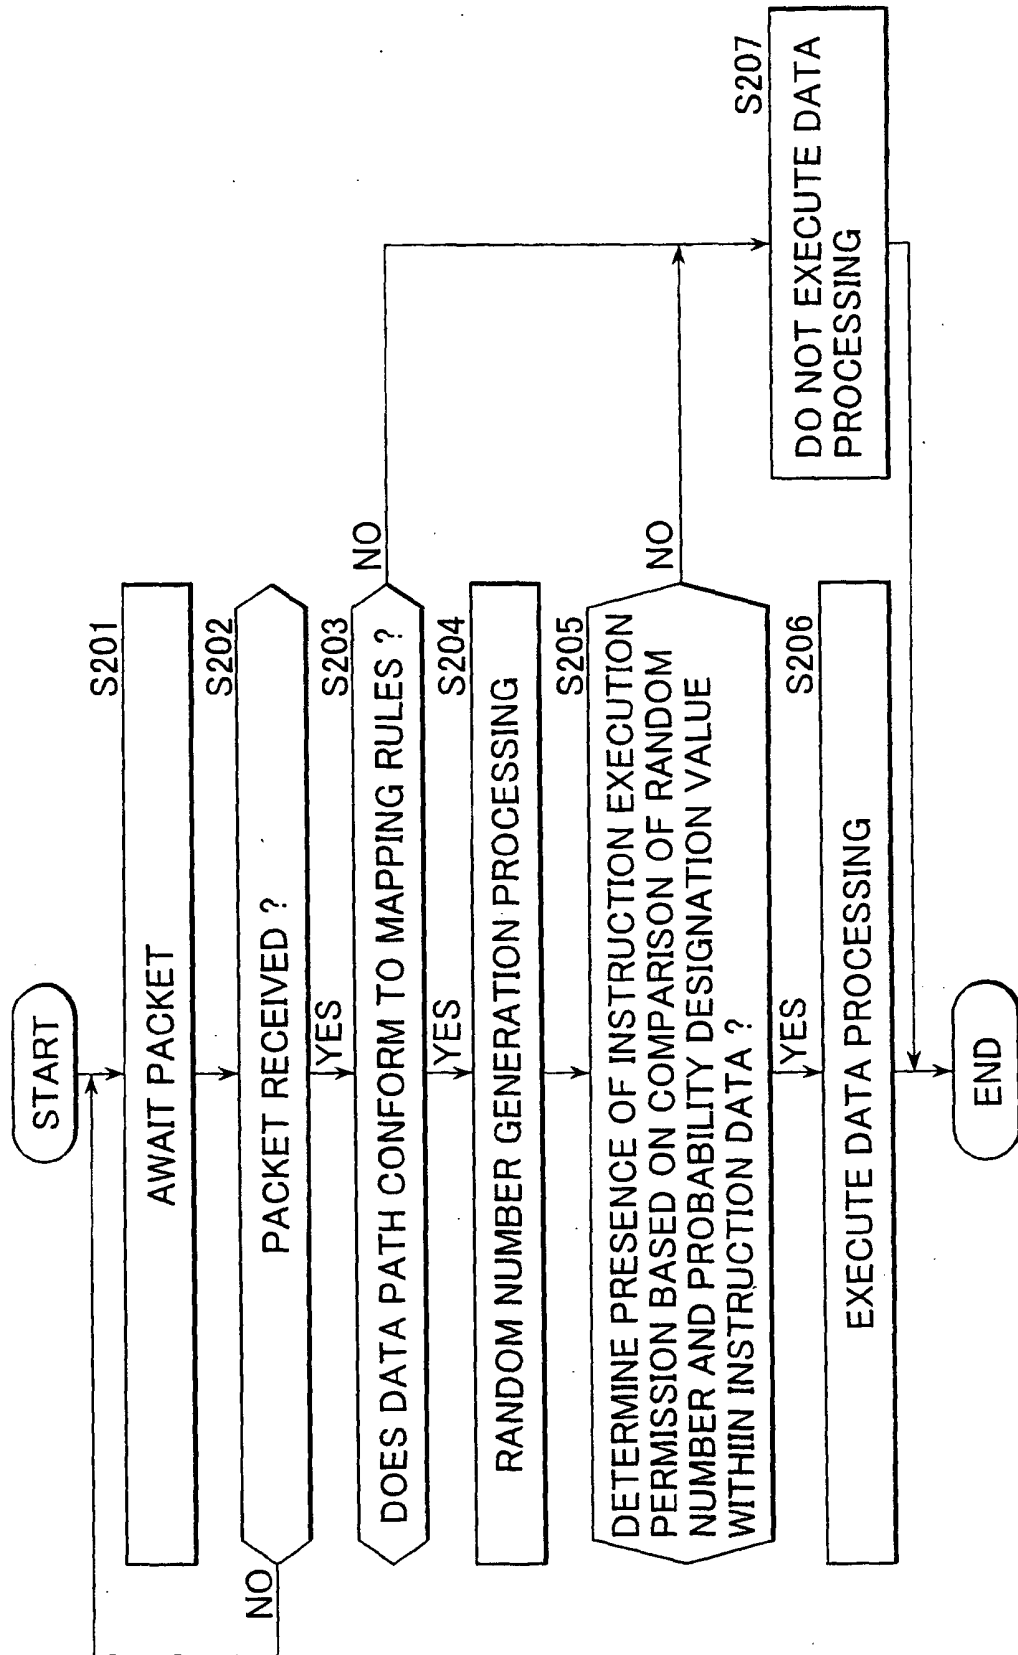 START
S201
AWAIT PACKET
S202
PACKET RECEIVED ?
NO
YES
S203
DOES DATA PATH CONFORM TO MAPPING RULES ?
NO
YES
S204
RANDOM NUMBER GENERATION PROCESSING
S205
DETERMINE PRESENCE OF INSTRUCTION EXECUTION
PERMISSION BASED ON COMPARISON OF RANDOM
NUMBER AND PROBABILITY DESIGNATION VALUE
WITHIIN INSTRUCTION DATA ?
NO
YES
S206
EXECUTE DATA PROCESSING
S207
DO NOT EXECUTE DATA
PROCESSING
END